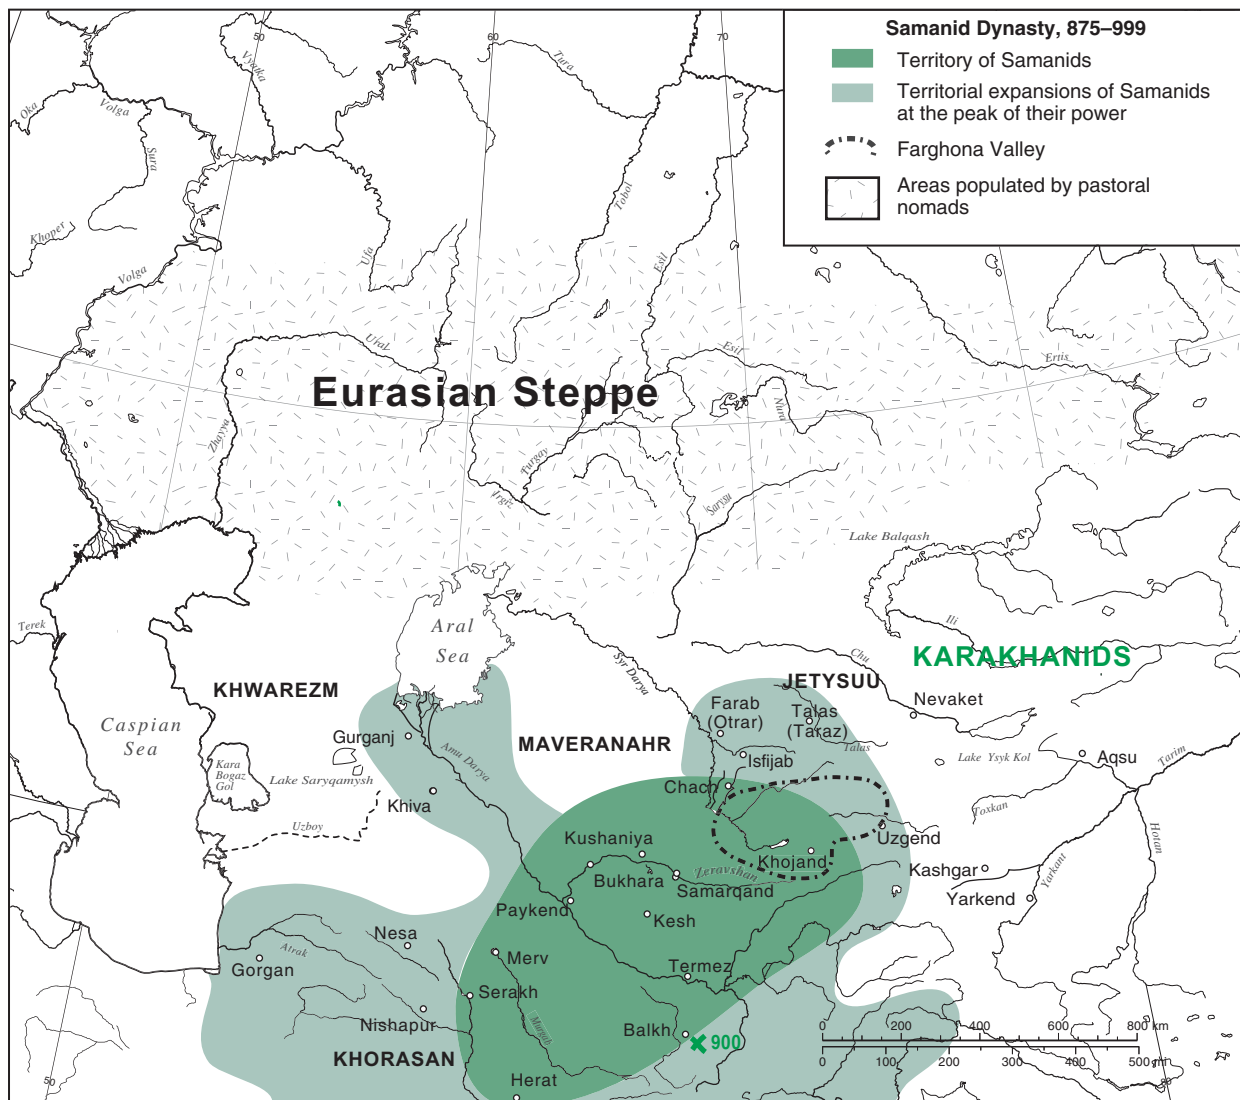 Samanid Dynasty, 875–999
Territory of Samanids
Territorial expansions of Samanids
at the peak of their power
Farghona Valley
Areas populated by pastoral
nomads
50
60
70
Oka
Volga
Vyatka
Tura
Sura
Khoper
Volga
Ufa
Tobol
Esil
Ural
Esil
Ertis
Eurasian Steppe
Nura
Zhayya
Turgay
Irgiz
Sarysu
Lake Balqash
Terek
Aral
Sea
Syr Darya
Chu
Ili
KARAKHANIDS
KHWAREZM
JETYSUU
Nevaket
Farab
(Otrar)
Talas
(Taraz)
Caspian
Sea
Gurganj
MAVERANAHR
Amu Darya
Talas
Isfijab
Lake Ysyk Kol
Aqsu
Tarim
Kara
Bogaz
Gol
Lake Saryqamysh
Chach
Khiva
Toxkan
Uzboy
Kushaniya
Uzgend
Hotan
Khojand
Zeravshan
Kashgar
Yarkant
Bukhara
Samarqand
Yarkend
Paykend
Kesh
Nesa
Atrak
Gorgan
Merv
Termez
Serakh
Nishapur
Murgab
Balkh
900
KHORASAN
Herat
0 200 400 600 800 km
0 100 200 300 400 500 mi
50
80